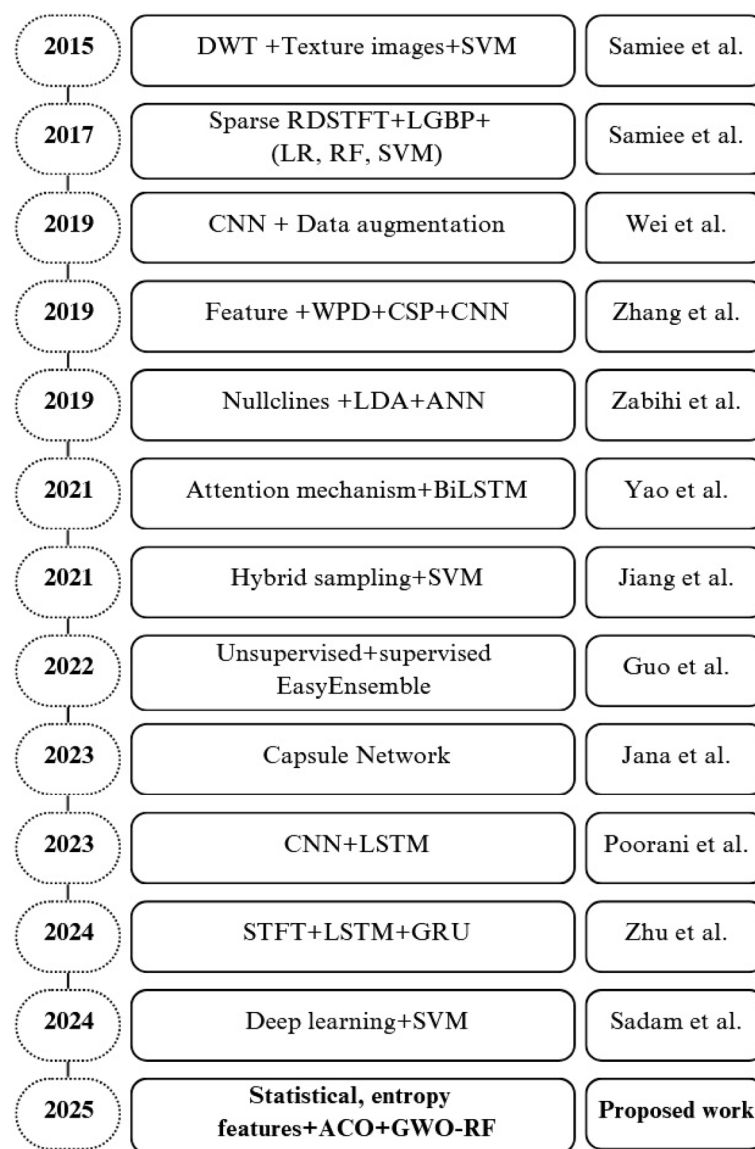 2015 DWT +Texture images+SVM Samiee et al.
2017 Sparse RDSTFT+LGBP+ Samiee et al.
(LR, RF, SVM)
2019 CNN + Data augmentation Wei et al.
2019 Feature +WPD+CSP+CNN Zhang et al.
2019 Nullclines +LDA+ANN Zabihi et al.
2021 Attention mechanism+BiLSTM Yao et al.
2021 Hybrid sampling+SVM Jiang et al.
2022 Unsupervised+supervised Guo et al.
EasyEnsemble
2023 Capsule Network Jana et al.
2023 CNN+LSTM Poorani et al.
2024 STFT+LSTM+GRU Zhu et al.
2024 Deep learning+SVM Sadam et al.
2025 Statistical, entropy Proposed work
features+ACO+GWO-RF